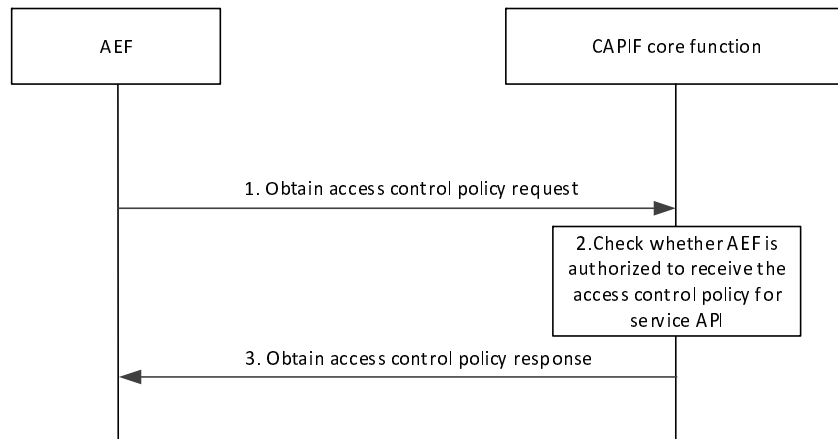 AEF
CAPIF core function
1. Obtain access control policy request
2.Check whether AEF is
authorized to receive the
access control policy for
service API
3. Obtain access control policy response